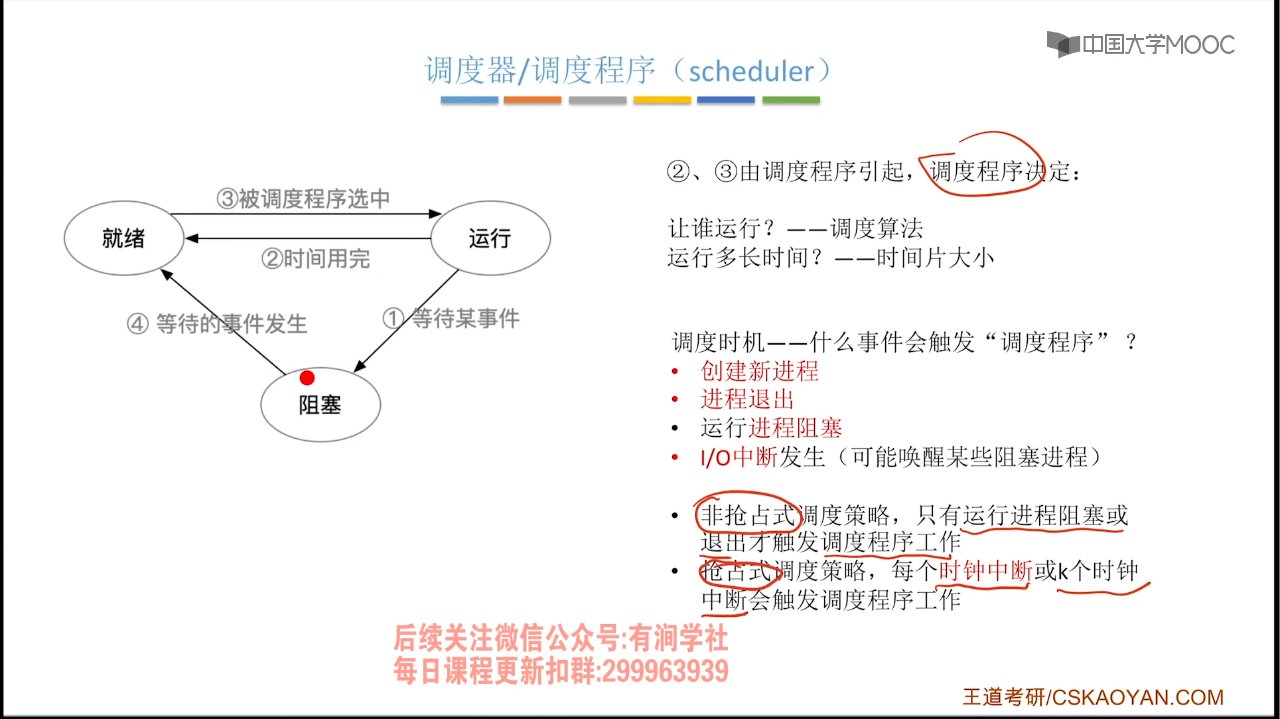 中国大学MOOC
调度器/调度程序（scheduler）
③被调度程序选中
就绪
运行
②时间用完
④ 等待的事件发生
① 等待某事件
阻塞
②、③由调度程序引起，调度程序决定：
让谁运行？——调度算法
运行多长时间？——时间片大小
调度时机——什么事件会触发“调度程序”？
• 创建新进程
• 进程退出
• 运行进程阻塞
• I/O中断发生（可能唤醒某些阻塞进程）
• 非抢占式调度策略，只有运行进程阻塞或
退出才触发调度程序工作
• 抢占式调度策略，每个时钟中断或k个时钟
中断会触发调度程序工作
后续关注微信公众号:有涧学社
每日课程更新扣群:299963939
王道考研/CSKAOYAN.COM